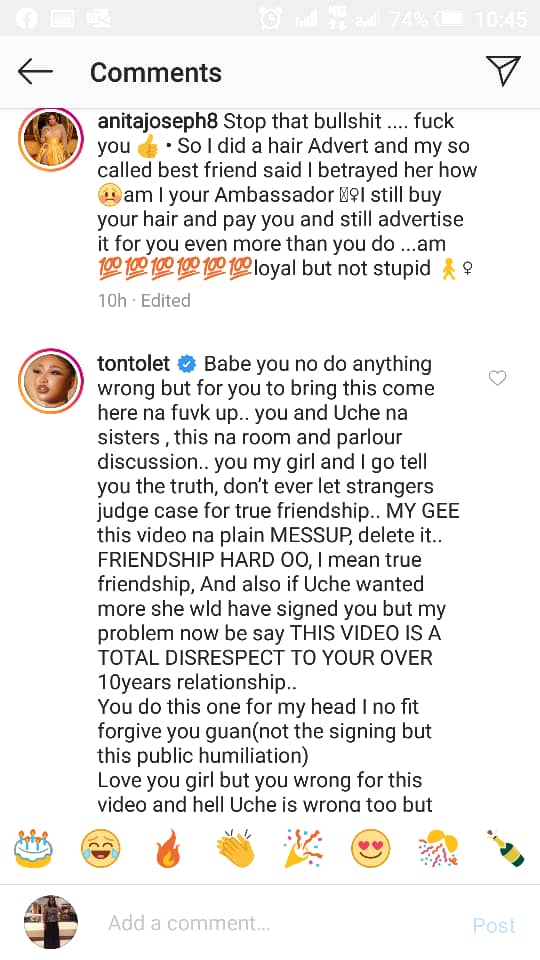 4G
74% 10:45
Comments
anitajoseph8 Stop that bullshit .... fuck
you 👍 • So I did a hair Advert and my so
called best friend said I betrayed her how
🙁am I your Ambassador ♀I still buy
your hair and pay you and still advertise
it for you even more than you do ...am
💯💯💯💯💯💯loyal but not stupid 🚶♀
10h · Edited
tontolet Babe you no do anything
wrong but for you to bring this come
here na fuvk up.. you and Uche na
sisters , this na room and parlour
discussion.. you my girl and I go tell
you the truth, don't ever let strangers
judge case for true friendship.. MY GEE
this video na plain MESSUP, delete it..
FRIENDSHIP HARD OO, I mean true
friendship, And also if Uche wanted
more she wld have signed you but my
problem now be say THIS VIDEO IS A
TOTAL DISRESPECT TO YOUR OVER
10years relationship..
You do this one for my head I no fit
forgive you guan(not the signing but
this public humiliation)
Love you girl but you wrong for this
video and hell Uche is wrong too but
Add a comment...
Post